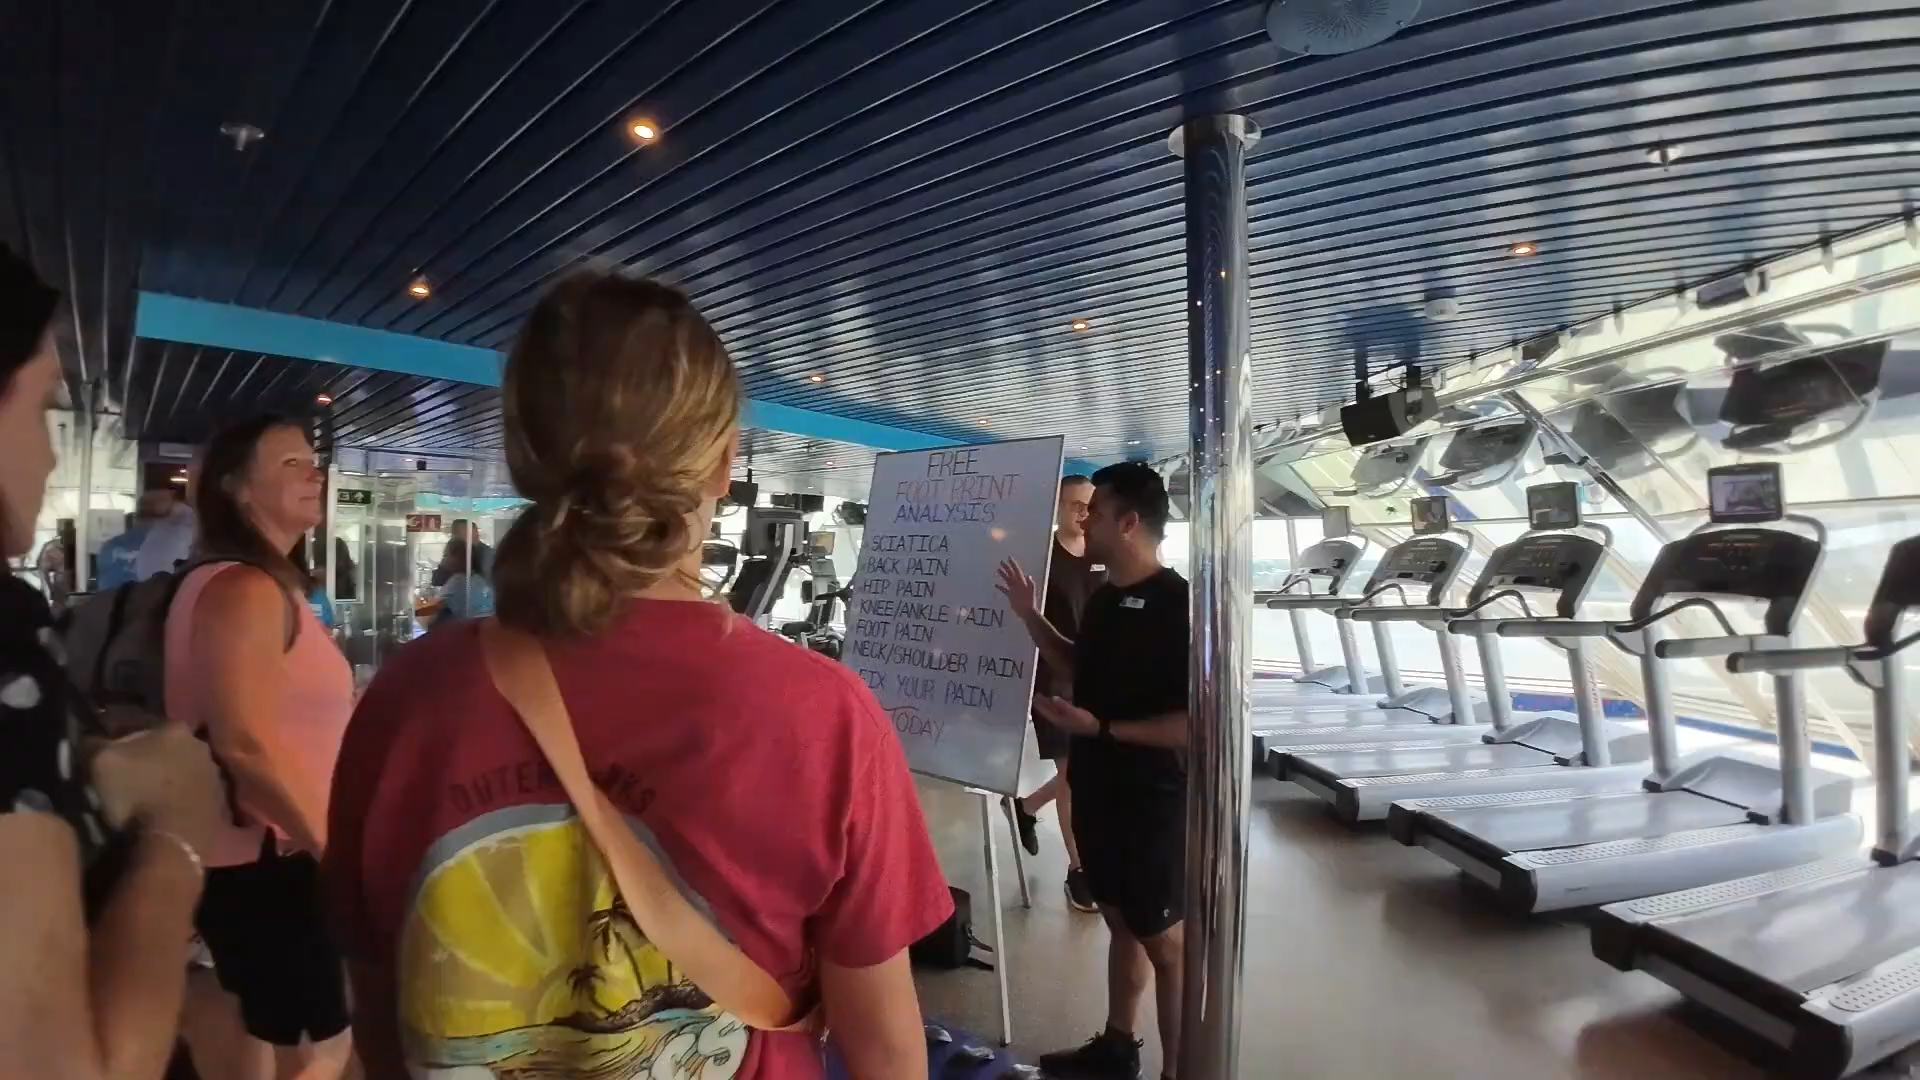 FREE
FOOT PRINT
ANALYSIS
SCIATICA
BACK PAIN
HIP PAIN
KNEE/ANKLE PAIN
FOOT PAIN
NECK/SHOULDER PAIN
FIX YOUR PAIN
TODAY
OUTER